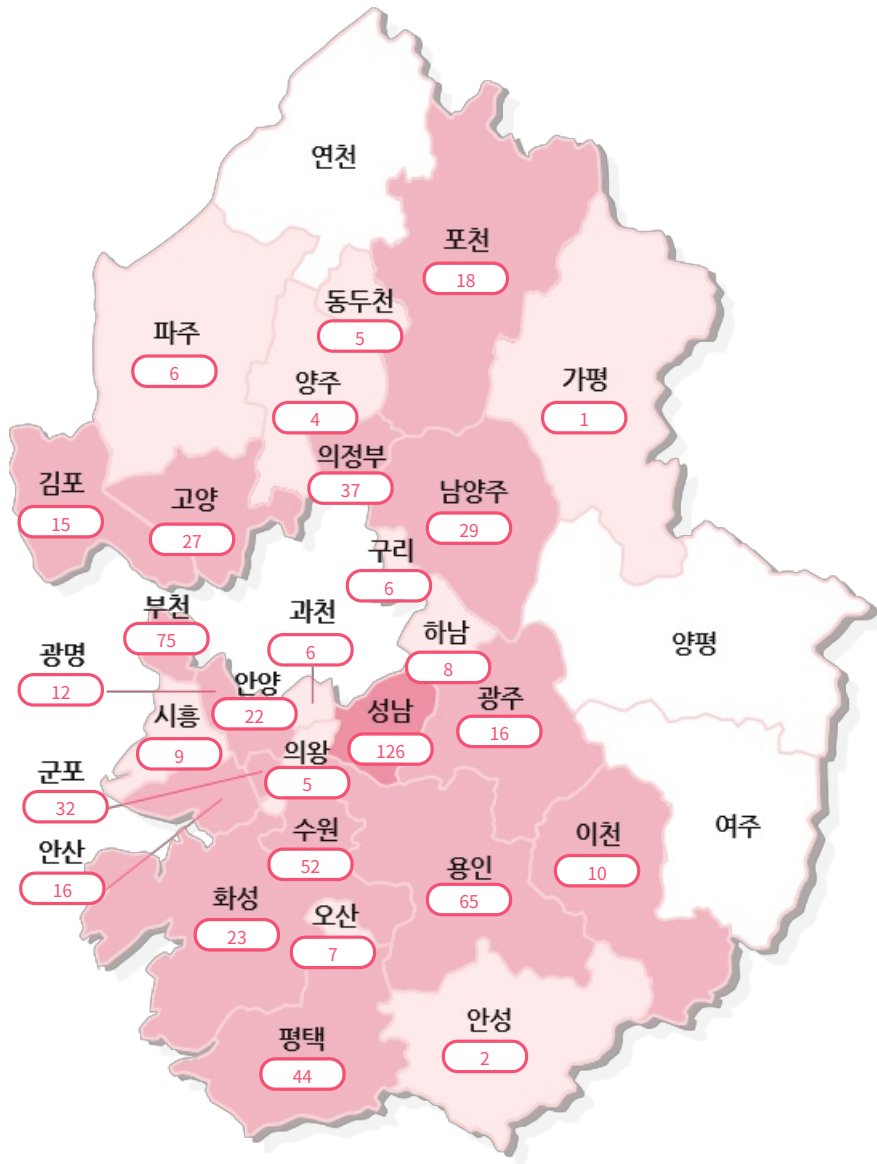 연천
포천
18
동두천
5
파주
6
양주
4
가평
1
의정부
37
김포
15
고양
27
남양주
29
구리
6
부천
75
과천
6
하남
8
양평
광명
12
안양
22
성남
126
광주
16
시흥
9
의왕
5
군포
32
수원
52
이천
10
여주
안산
16
화성
23
용인
65
오산
7
안성
2
평택
44